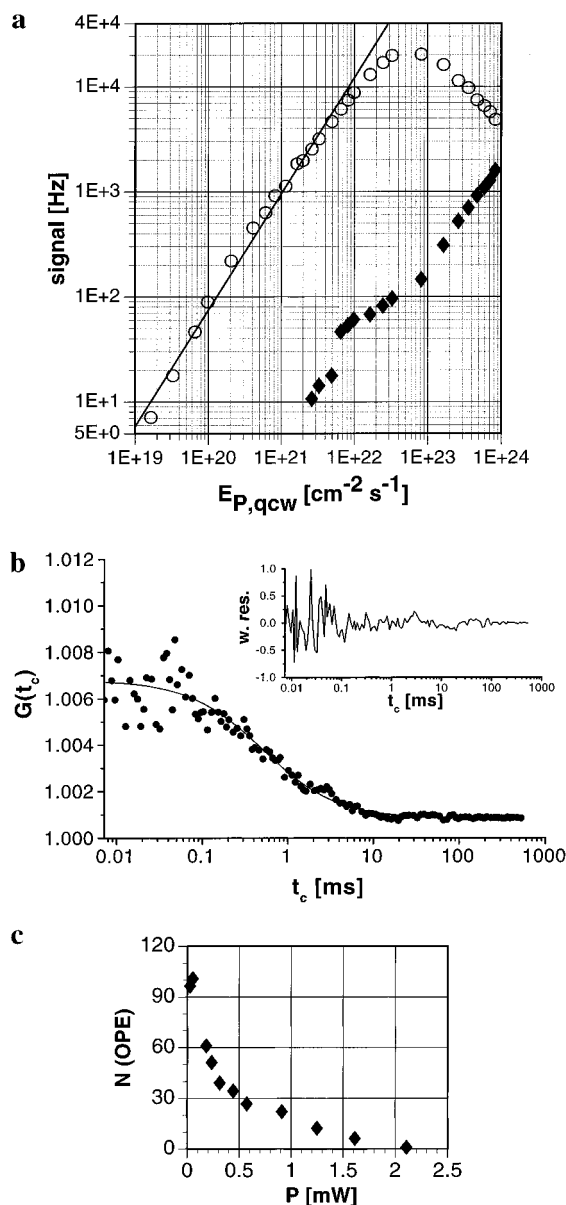 a
4E+4
1E+4
1E+3
1E+2
1E+1
5E+0
signal [Hz]
1E+19 1E+20 1E+21 1E+22 1E+23 1E+24
E_P,qcw [cm⁻² s⁻¹]
b
1.012
1.010
1.008
1.006
1.004
1.002
1.000
G(t_c)
1.0
0.5
0.0
-0.5
-1.0
w. res.
0.01 0.1 1 10 100 1000
t_c [ms]
0.01 0.1 1 10 100 1000
t_c [ms]
c
120
90
60
30
0
N (OPE)
0 0.5 1 1.5 2 2.5
P [mW]